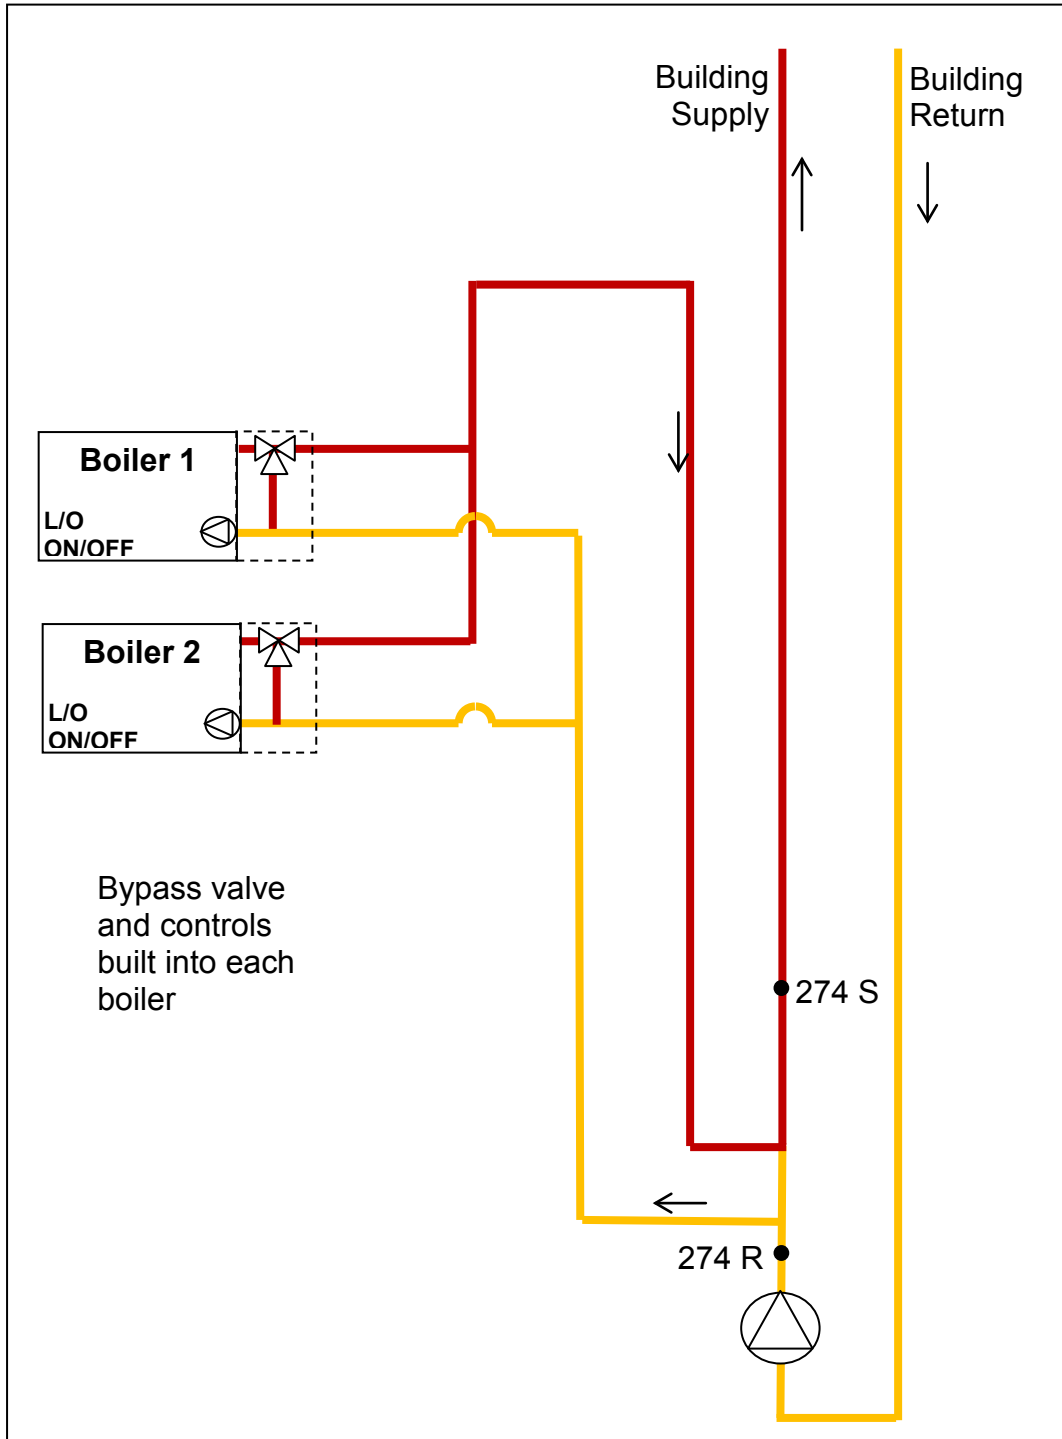 Building
Supply
Building
Return
Boiler 1
L/O
ON/OFF
Boiler 2
L/O
ON/OFF
Bypass valve
and controls
built into each
boiler
274 S
274 R